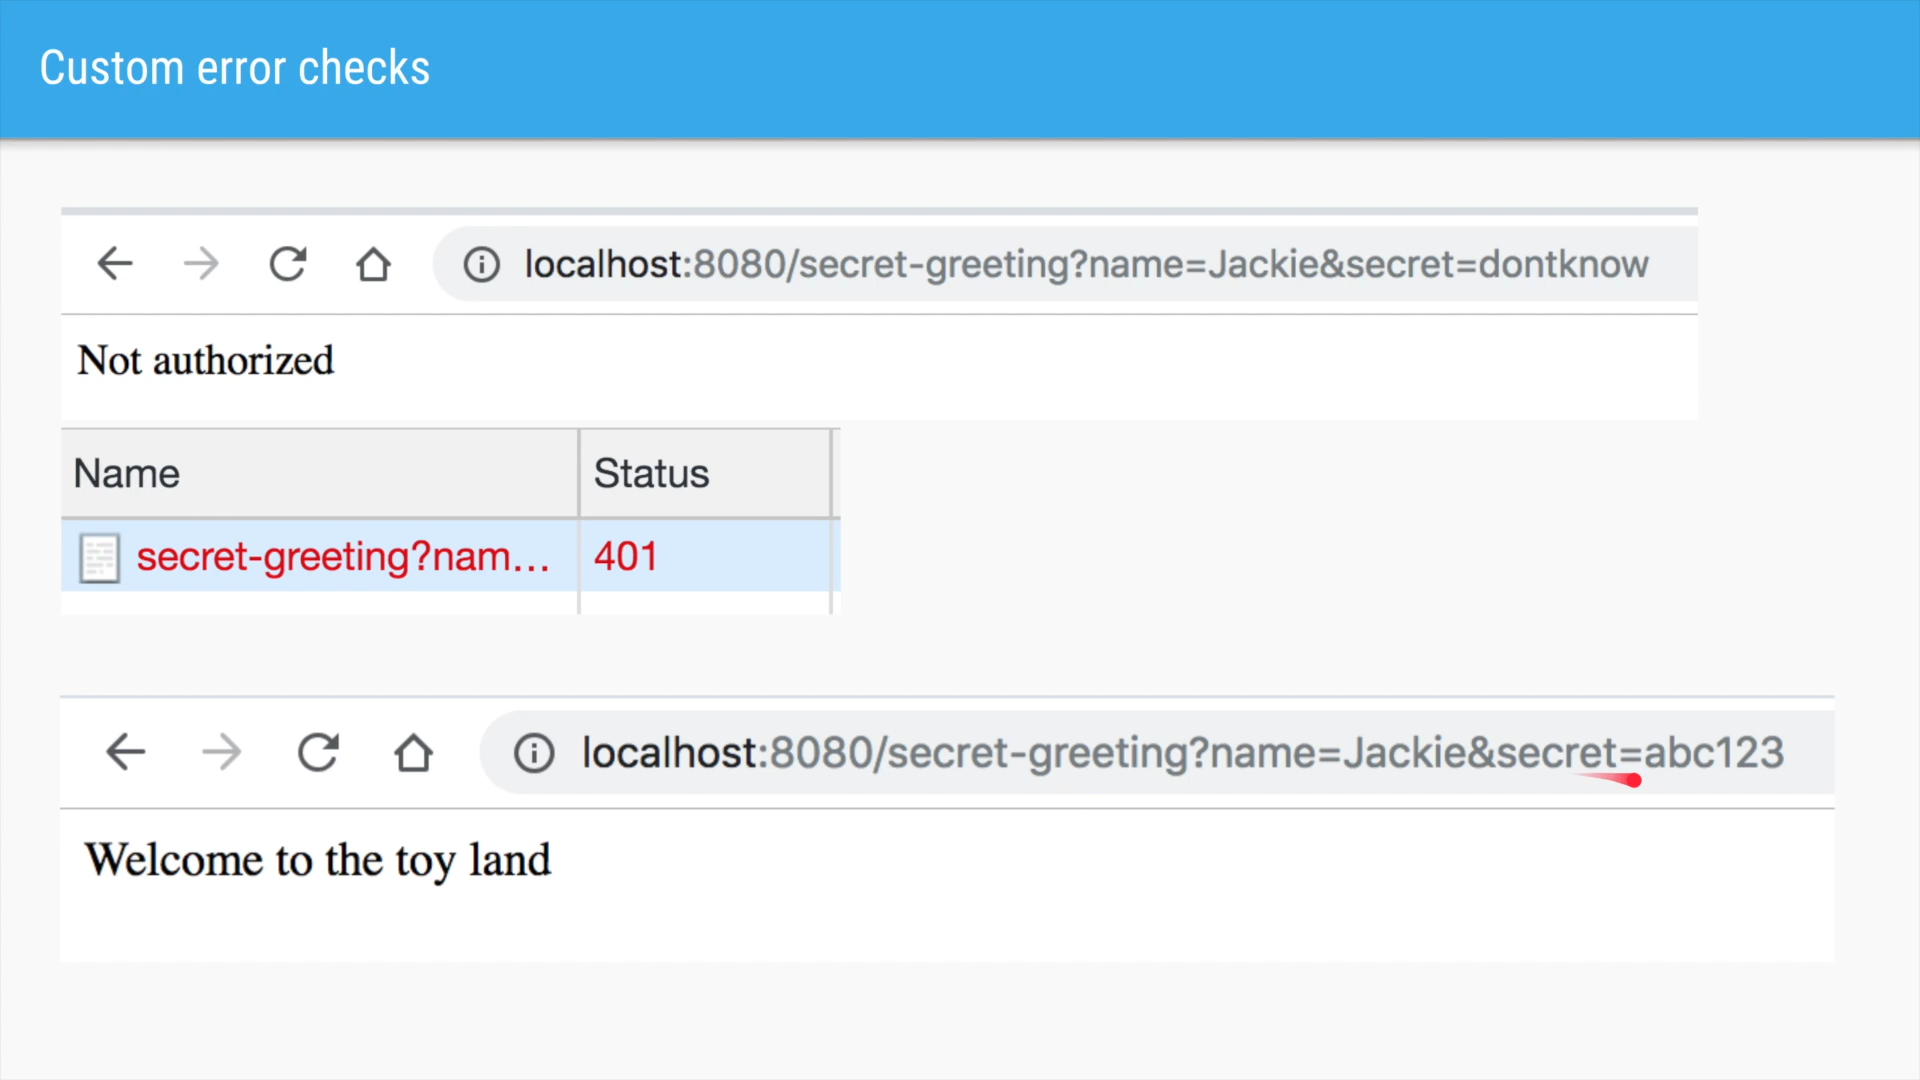 Custom error checks
localhost:8080/secret-greeting?name=Jackie&secret=dontknow
Not authorized
Name Status
secret-greeting?nam... 401
localhost:8080/secret-greeting?name=Jackie&secret=abc123
Welcome to the toy land